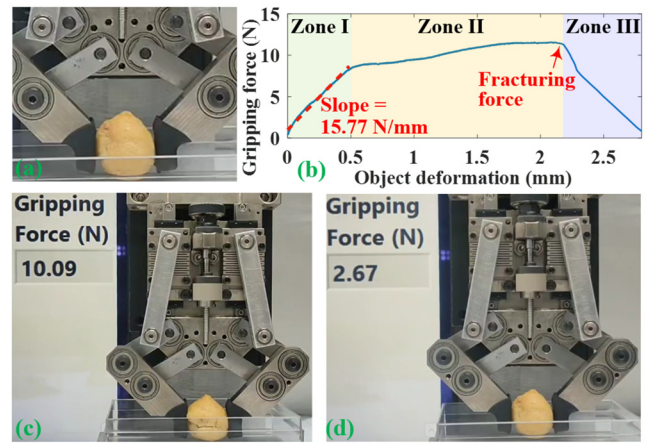 (a)
Gripping force (N)
15
10
5
0
Zone I
Zone II
Zone III
Slope =
15.77 N/mm
Fracturing
force
0
0.5
1
1.5
2
2.5
(b)
Object deformation (mm)
Gripping
Force (N)
10.09
(c)
Gripping
Force (N)
2.67
(d)